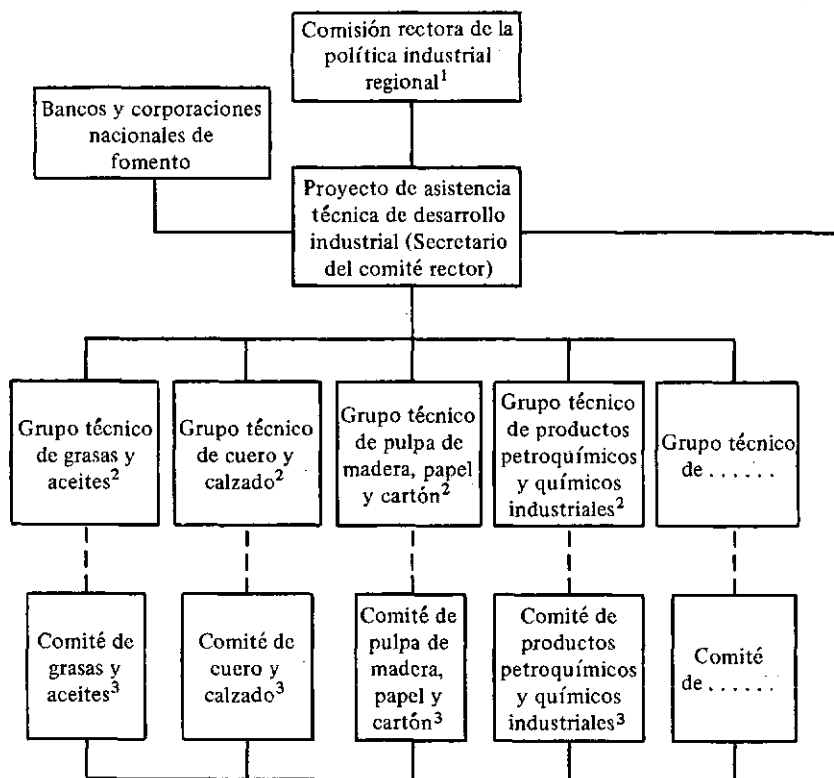 Comisión rectora de la
política industrial
regional¹
Bancos y corporaciones
nacionales de
fomento
Proyecto de asistencia
técnica de desarrollo
industrial (Secretario
del comité rector)
Grupo técnico
de grasas y
aceites²
Grupo técnico
de cuero y
calzado²
Grupo técnico
de pulpa de
madera, papel
y cartón²
Grupo técnico
de productos
petroquímicos
y químicos
industriales²
Grupo técnico
de . . . . . .
Comité de
grasas y
aceites³
Comité de
cuero y
calzado³
Comité de
pulpa de
madera,
papel y
cartón³
Comité de
productos
petroquímicos
y químicos
industriales³
Comité
de . . . . . .